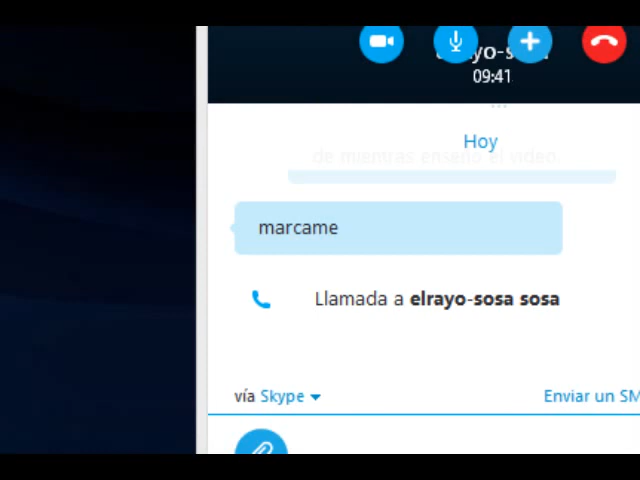 09:41
Hoy
de mientras enseño el video
marcame
Llamada a elrayo-sosa sosa
vía Skype
Enviar un SM